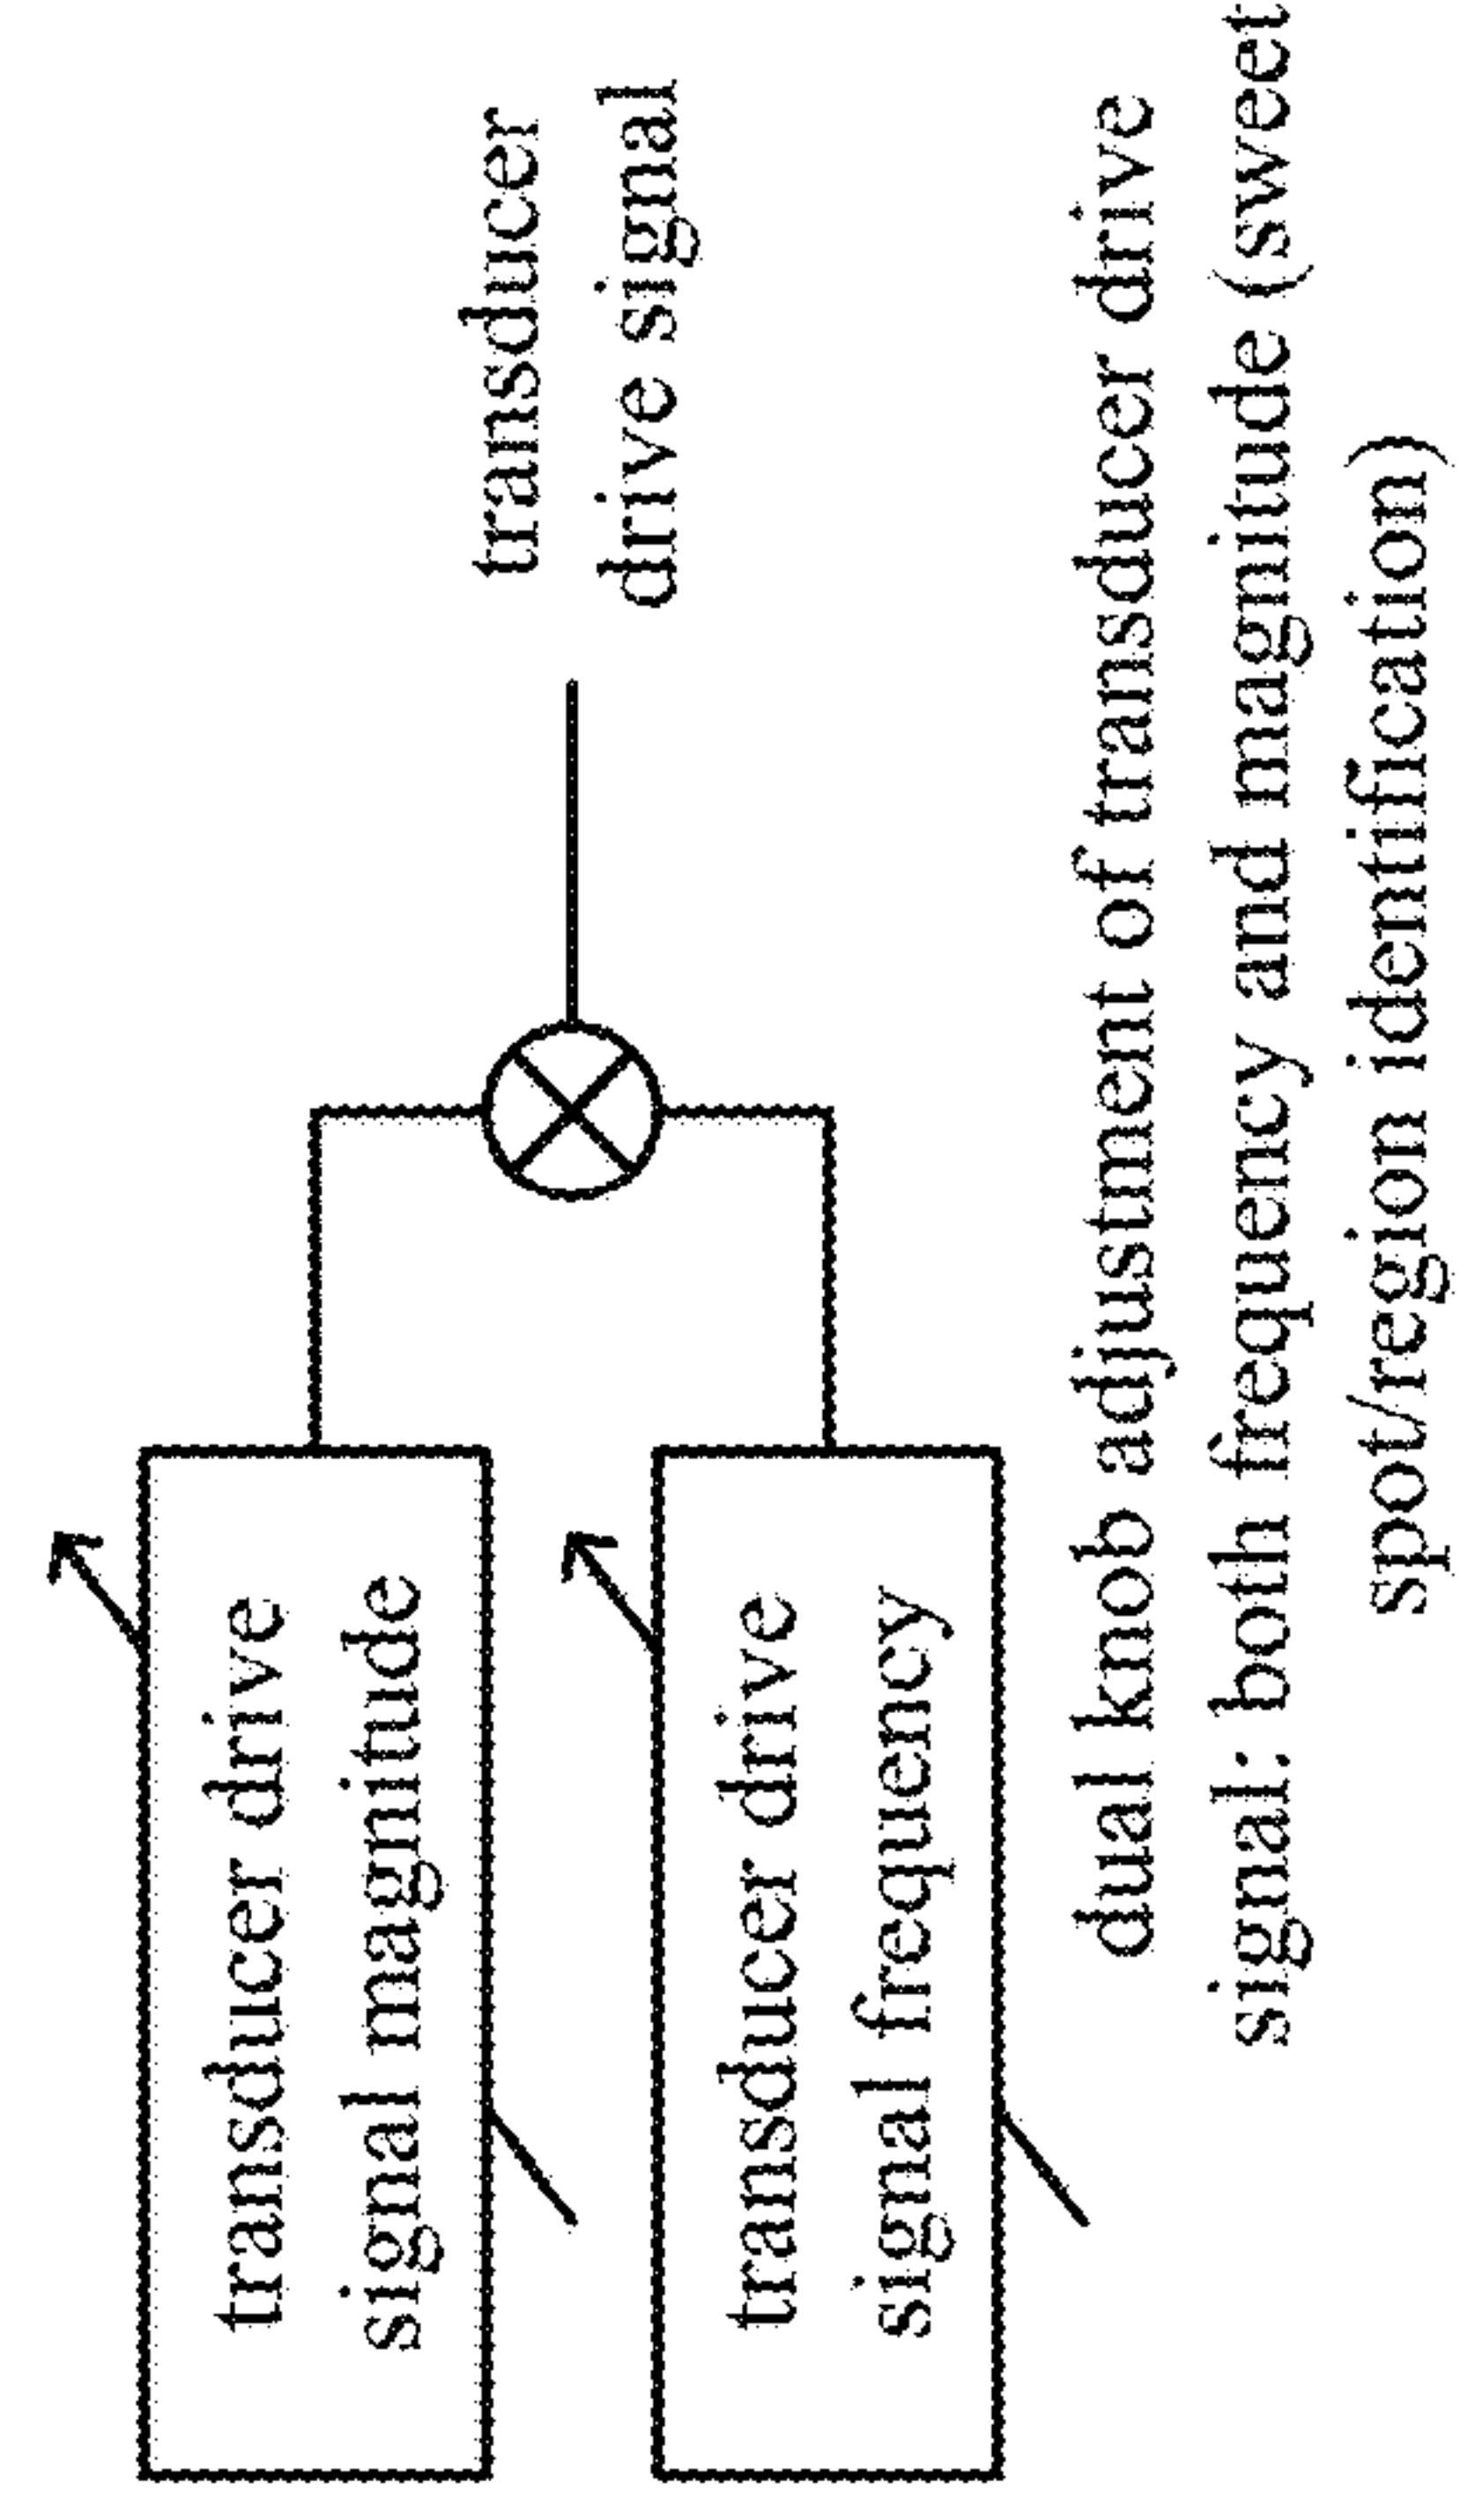 transducer drive
signal magnitude
transducer drive
signal frequency
transducer
drive signal
dual knob adjustment of transducer drive
signal: both frequency and magnitude (sweet
spot/region identification)